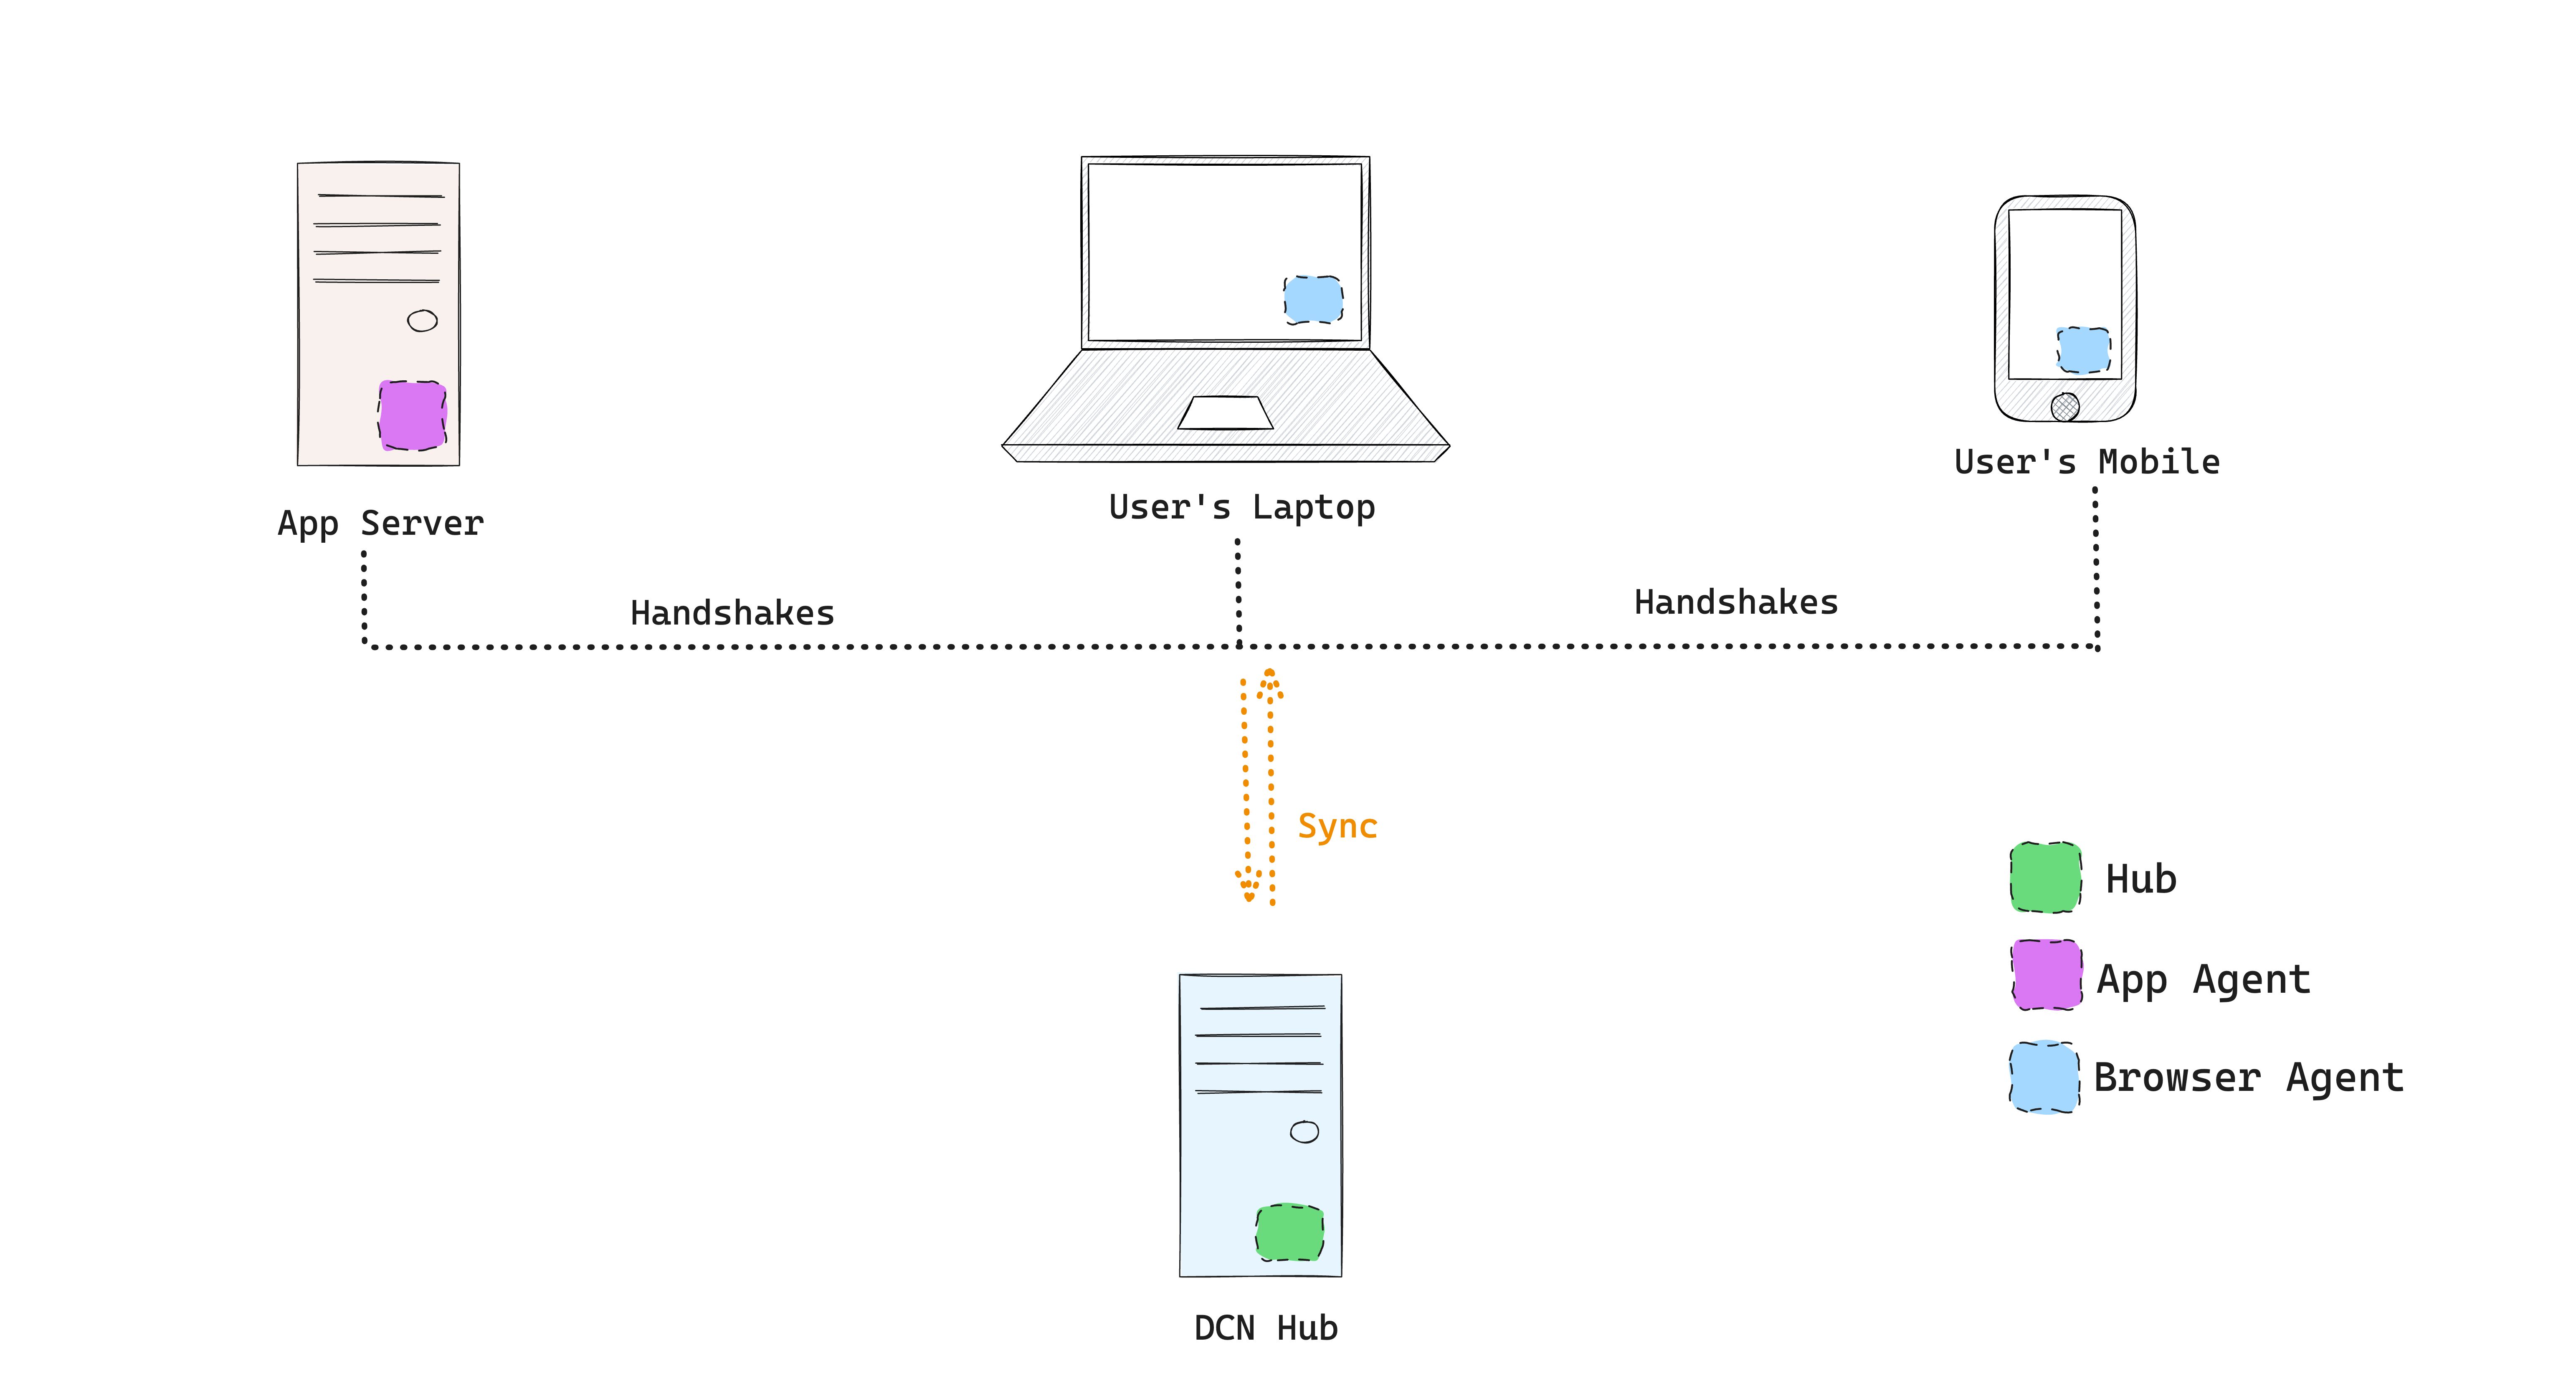 App Server
User's Laptop
User's Mobile
Handshakes
Handshakes
Sync
Hub
App Agent
Browser Agent
DCN Hub